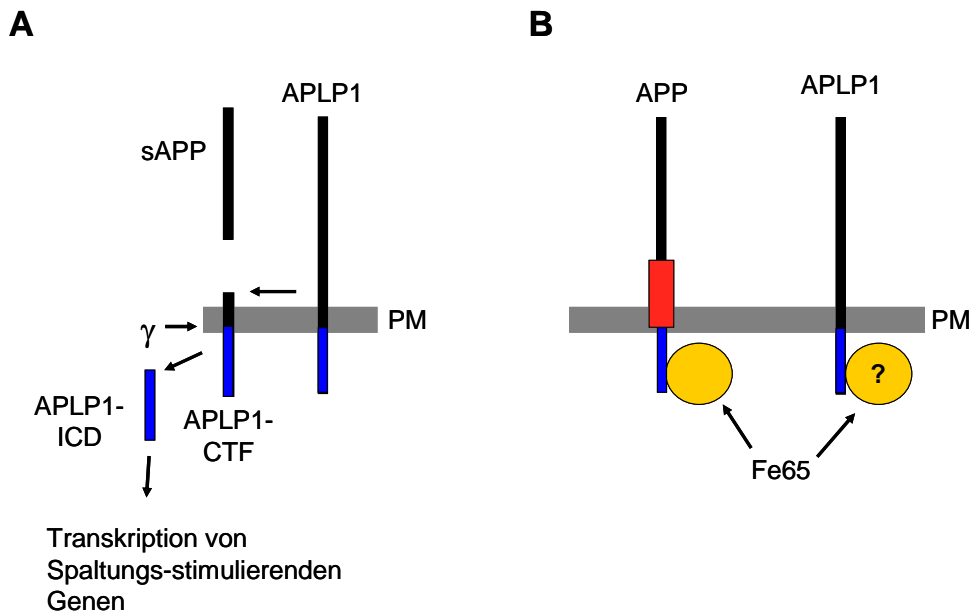 A
APLP1
sAPP
PM
γ
APLP1-
ICD
APLP1-
CTF
Transkription von
Spaltungs-stimulierenden
Genen
B
APP
APLP1
PM
?
Fe65